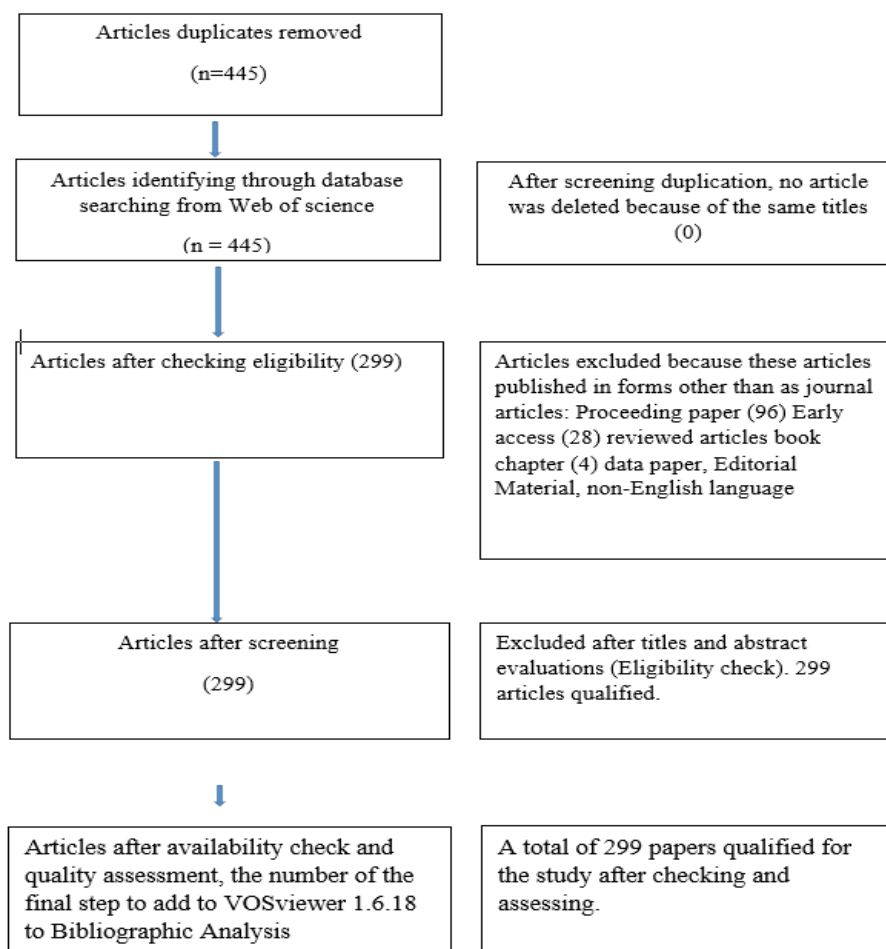 Articles duplicates removed
(n=445)
Articles identifying through database
searching from Web of science
(n = 445)
After screening duplication, no article
was deleted because of the same titles
(0)
Articles after checking eligibility (299)
Articles excluded because these articles
published in forms other than as journal
articles: Proceeding paper (96) Early
access (28) reviewed articles book
chapter (4) data paper, Editorial
Material, non-English language
Articles after screening
(299)
Excluded after titles and abstract
evaluations (Eligibility check). 299
articles qualified.
Articles after availability check and
quality assessment, the number of the
final step to add to VOSviewer 1.6.18
to Bibliographic Analysis
A total of 299 papers qualified for
the study after checking and
assessing.